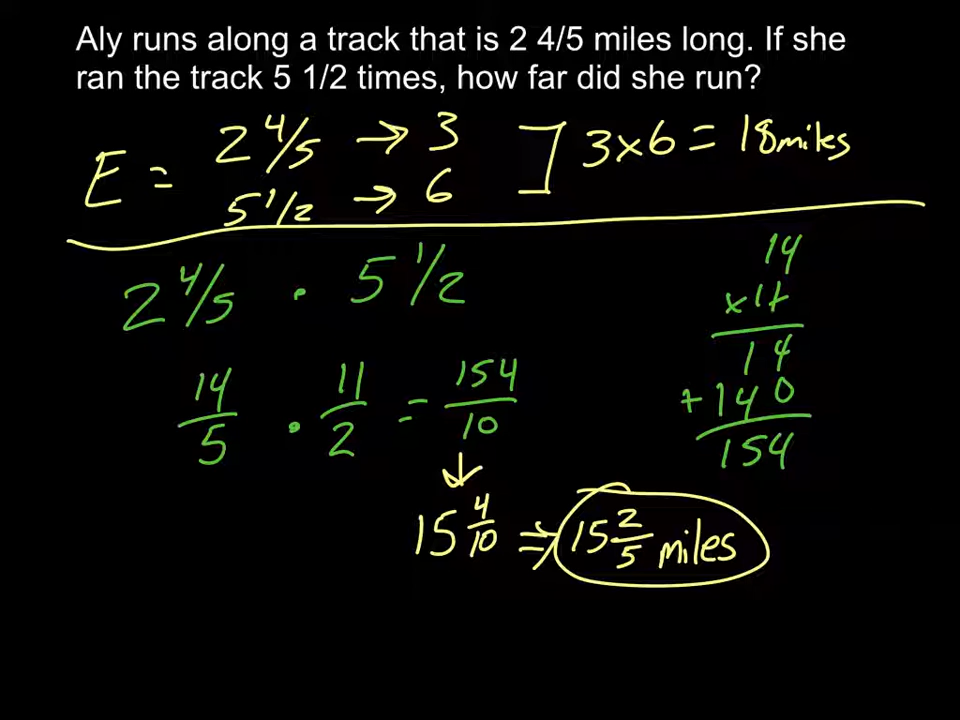 Aly runs along a track that is 2 4/5 miles long. If she
ran the track 5 1/2 times, how far did she run?
E = 2 4/5 → 3 ] 3 x 6 = 18 miles
5 1/2 → 6
2 4/5 · 5 1/2
14/5 · 11/2 = 154/10
↓
15 4/10 ⇒ 15 2/5 miles
14
x 11
14
+ 140
154